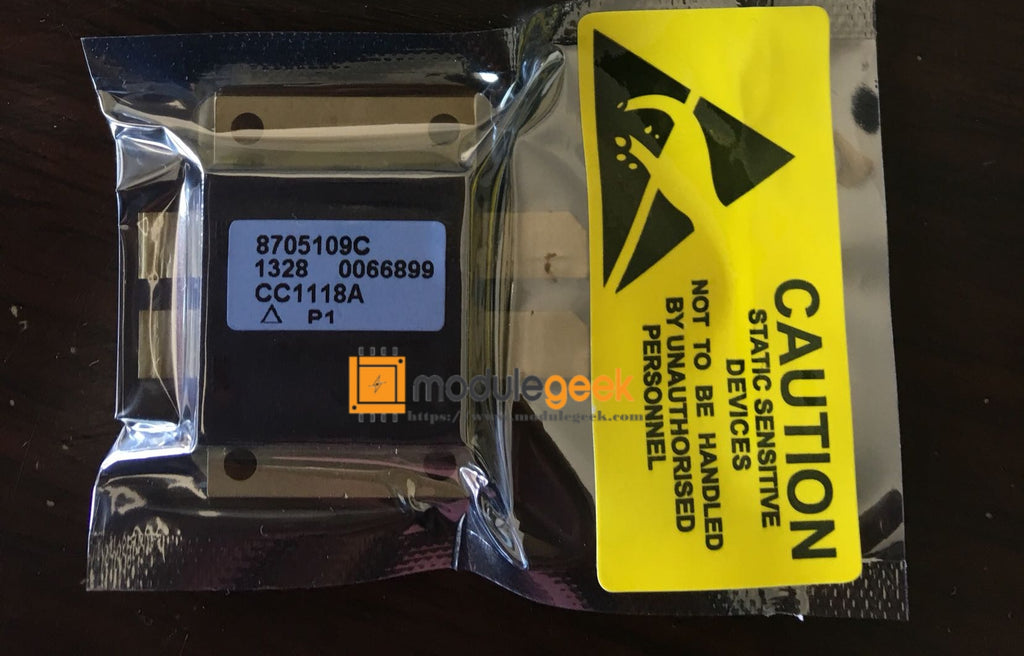 8705109C
1328 0066899
CC1118A
P1
modulegeek
https://www.modulegeek.com
CAUTION
STATIC SENSITIVE
DEVICES
NOT TO BE HANDLED
BY UNAUTHORISED
PERSONNEL